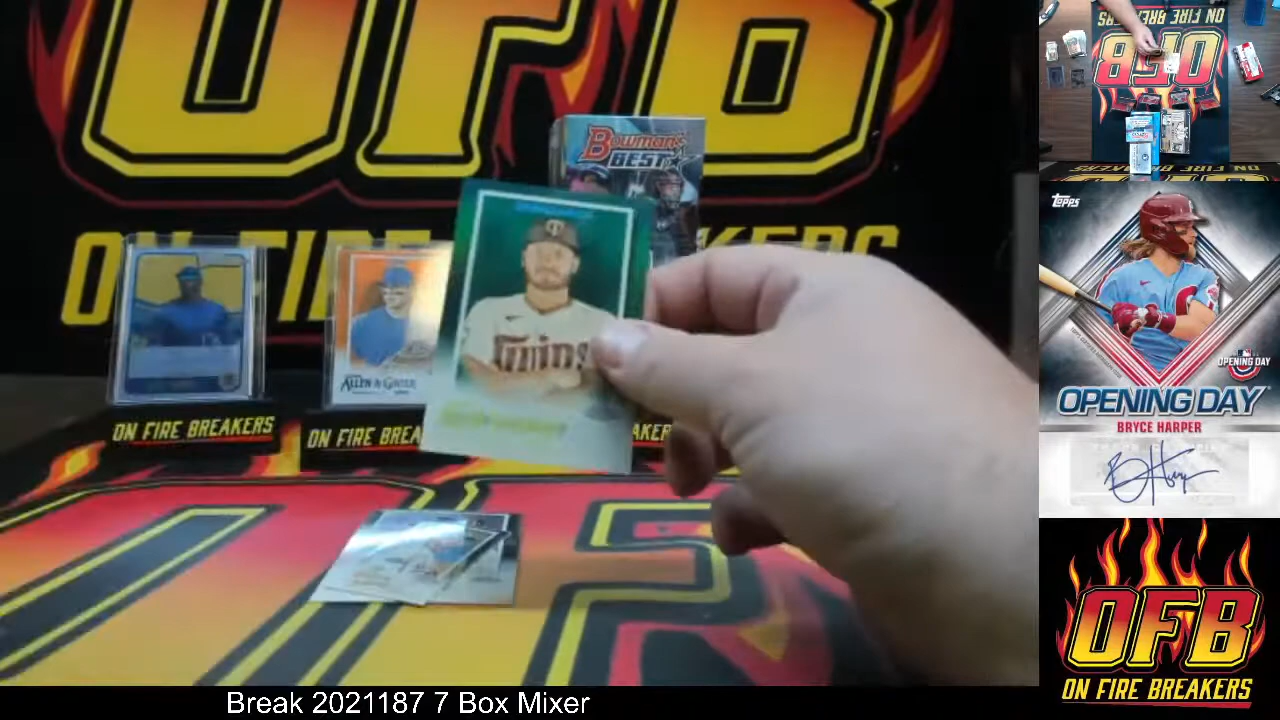 OFB
ON FIRE BREAKERS
BOWMAN'S
BEST
T
Twins
ALLEN & GINTER
ON FIRE BREAKERS
ON FIRE BREA
KERS
Break 2021187 7 Box Mixer
ON FIRE BREAKERS
OFB
Topps
OPENING DAY
OPENING DAY
BRYCE HARPER
OFB
ON FIRE BREAKERS